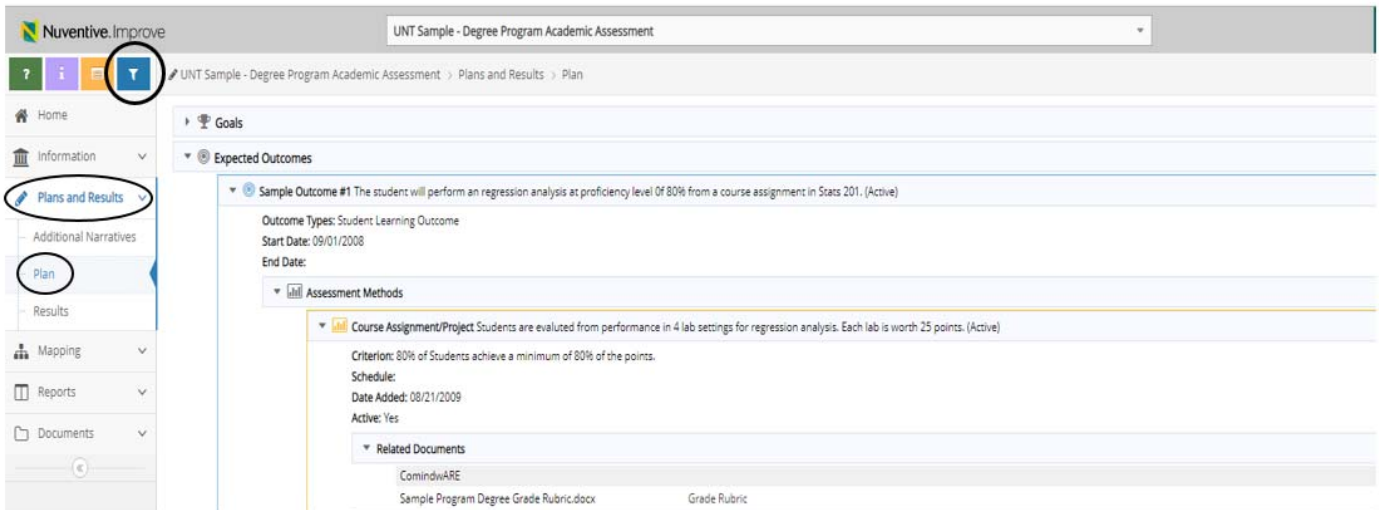 Nuventive.Improve
UNT Sample - Degree Program Academic Assessment
? i
UNT Sample - Degree Program Academic Assessment > Plans and Results > Plan
Home
Information
Plans and Results
Additional Narratives
Plan
Results
Mapping
Reports
Documents
Goals
Expected Outcomes
Sample Outcome #1 The student will perform an regression analysis at proficiency level 0f 80% from a course assignment in Stats 201. (Active)
Outcome Types: Student Learning Outcome
Start Date: 09/01/2008
End Date:
Assessment Methods
Course Assignment/Project Students are evaluted from performance in 4 lab settings for regression analysis. Each lab is worth 25 points. (Active)
Criterion: 80% of Students achieve a minimum of 80% of the points.
Schedule:
Date Added: 08/21/2009
Active: Yes
Related Documents
ComindwARE
Sample Program Degree Grade Rubric.docx Grade Rubric